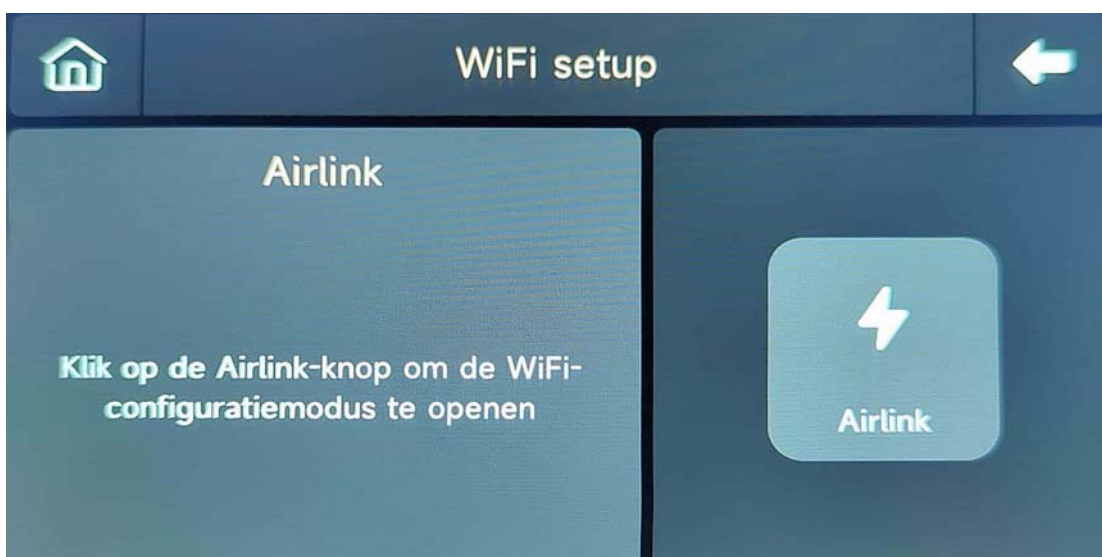 WiFi setup
Airlink
Klik op de Airlink-knop om de WiFi-
configuratiemodus te openen
Airlink